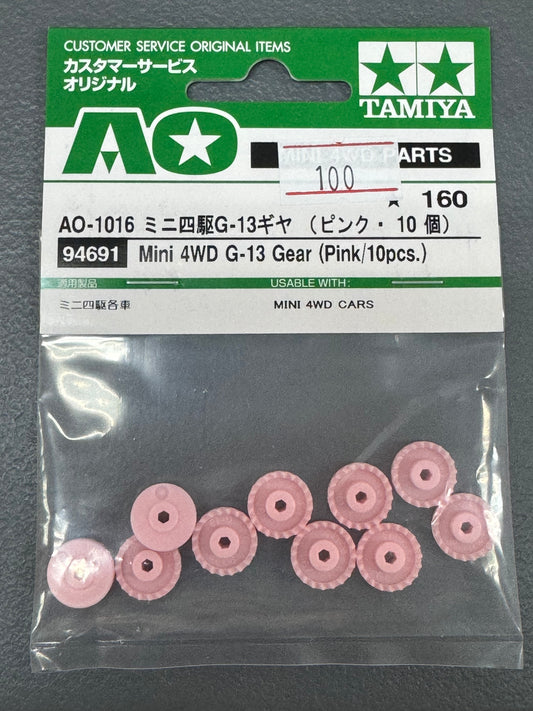 CUSTOMER SERVICE ORIGINAL ITEMS
カスタマーサービス
オリジナル
TAMIYA
AO
MINI 4WD PARTS
100
★ 160
AO-1016 ミニ四駆G-13ギヤ (ピンク・10個)
94691 Mini 4WD G-13 Gear (Pink/10pcs.)
適用製品 USABLE WITH:
ミニ四駆各車 MINI 4WD CARS